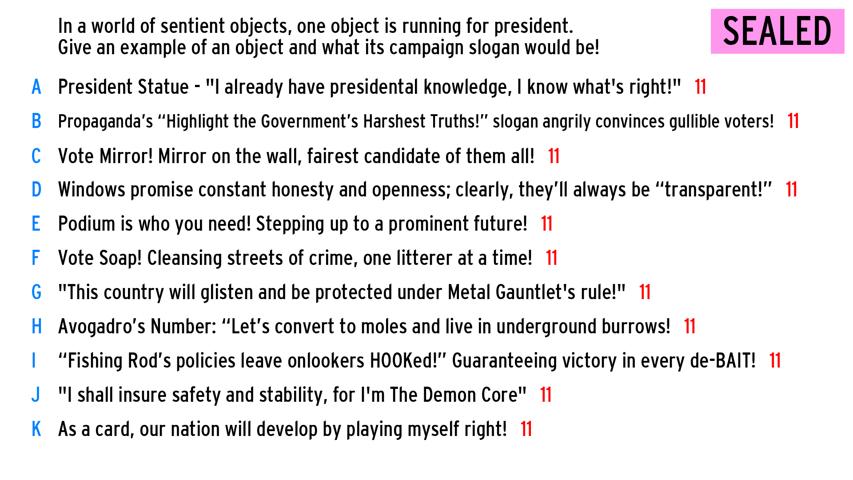 In a world of sentient objects, one object is running for president.
Give an example of an object and what its campaign slogan would be!
SEALED
A President Statue - "I already have presidental knowledge, I know what's right!" 11
B Propaganda's “Highlight the Government's Harshest Truths!” slogan angrily convinces gullible voters! 11
C Vote Mirror! Mirror on the wall, fairest candidate of them all! 11
D Windows promise constant honesty and openness; clearly, they’ll always be “transparent!” 11
E Podium is who you need! Stepping up to a prominent future! 11
F Vote Soap! Cleansing streets of crime, one litterer at a time! 11
G "This country will glisten and be protected under Metal Gauntlet's rule!" 11
H Avogadro’s Number: “Let’s convert to moles and live in underground burrows! 11
I “Fishing Rod’s policies leave onlookers HOOKed!” Guaranteeing victory in every de-BAIT! 11
J "I shall insure safety and stability, for I'm The Demon Core" 11
K As a card, our nation will develop by playing myself right! 11